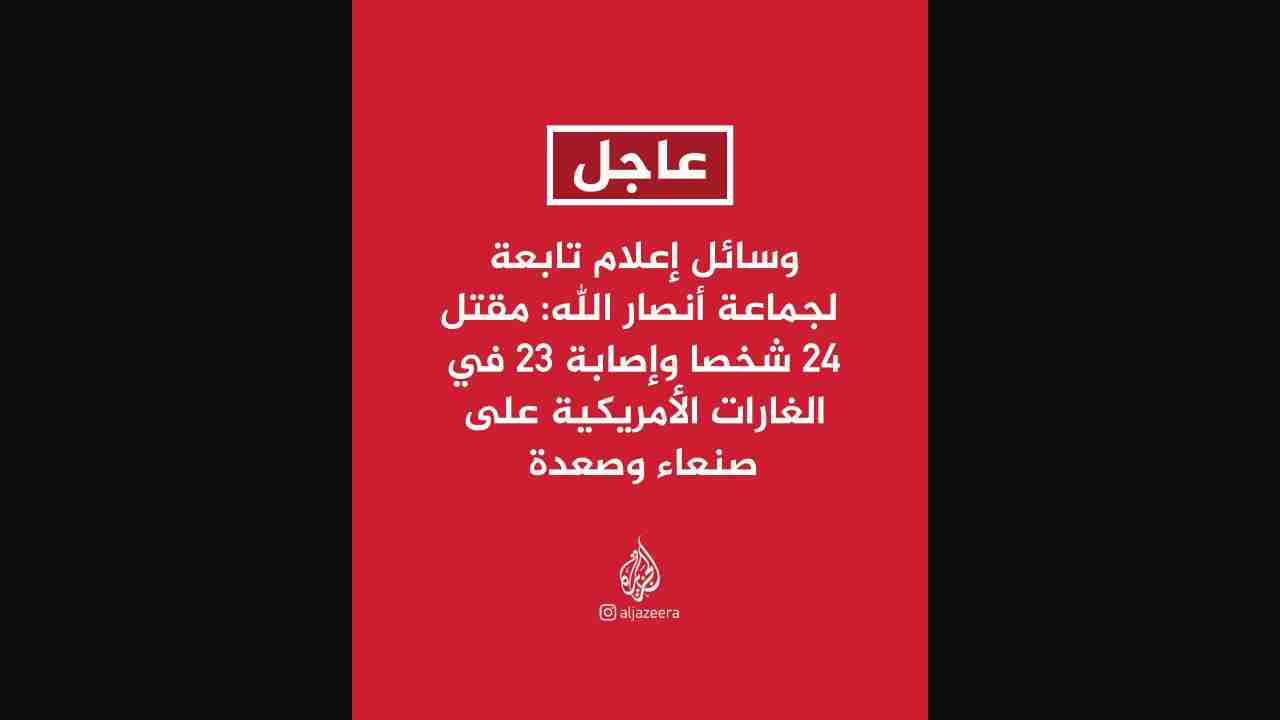 عاجل
وسائل إعلام تابعة
لجماعة أنصار الله: مقتل
24 شخصا وإصابة 23 في
الغارات الأمريكية على
صنعاء وصعدة
الجزيرة
aljazeera